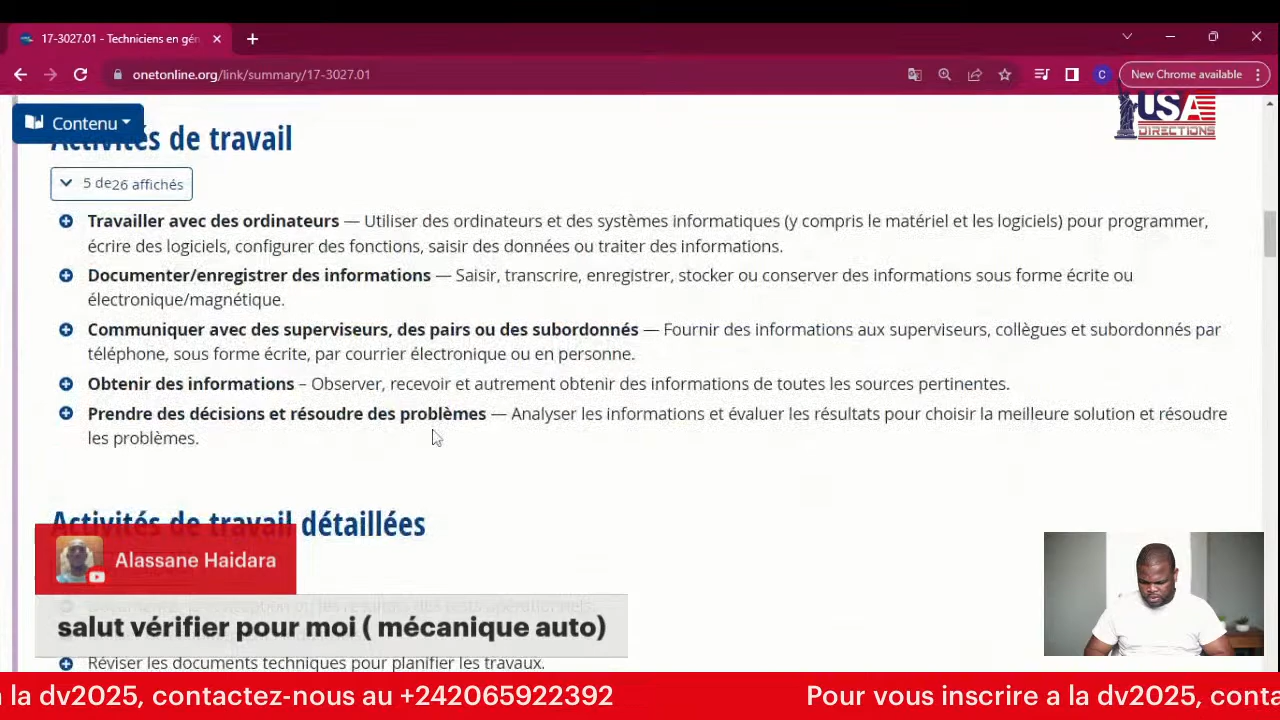 17-3027.01 - Techniciens en gén
onetonline.org/link/summary/17-3027.01
C
New Chrome available
USA
DIRECTIONS
Contenu
Activités de travail
5 de26 affichés
Travailler avec des ordinateurs — Utiliser des ordinateurs et des systèmes informatiques (y compris le matériel et les logiciels) pour programmer,
écrire des logiciels, configurer des fonctions, saisir des données ou traiter des informations.
Documenter/enregistrer des informations — Saisir, transcrire, enregistrer, stocker ou conserver des informations sous forme écrite ou
électronique/magnétique.
Communiquer avec des superviseurs, des pairs ou des subordonnés — Fournir des informations aux superviseurs, collègues et subordonnés par
téléphone, sous forme écrite, par courrier électronique ou en personne.
Obtenir des informations – Observer, recevoir et autrement obtenir des informations de toutes les sources pertinentes.
Prendre des décisions et résoudre des problèmes — Analyser les informations et évaluer les résultats pour choisir la meilleure solution et résoudre
les problèmes.
Activités de travail détaillées
Alassane Haidara
salut vérifier pour moi ( mécanique auto)
Réviser les documents techniques pour planifier les travaux.
a la dv2025, contactez-nous au +242065922392 Pour vous inscrire a la dv2025, conta